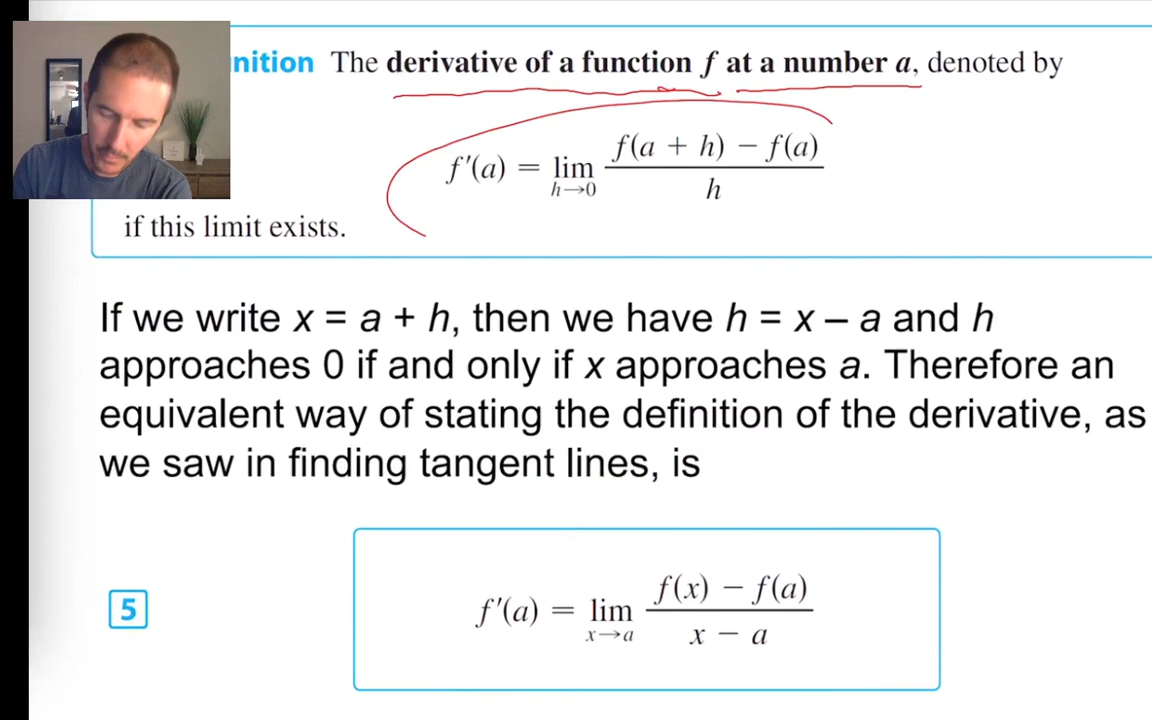 nition The derivative of a function f at a number a, denoted by
f'(a) = lim h→0 f(a + h) − f(a) / h
if this limit exists.
If we write x = a + h, then we have h = x – a and h
approaches 0 if and only if x approaches a. Therefore an
equivalent way of stating the definition of the derivative, as
we saw in finding tangent lines, is
5 f'(a) = lim x→a f(x) − f(a) / x − a